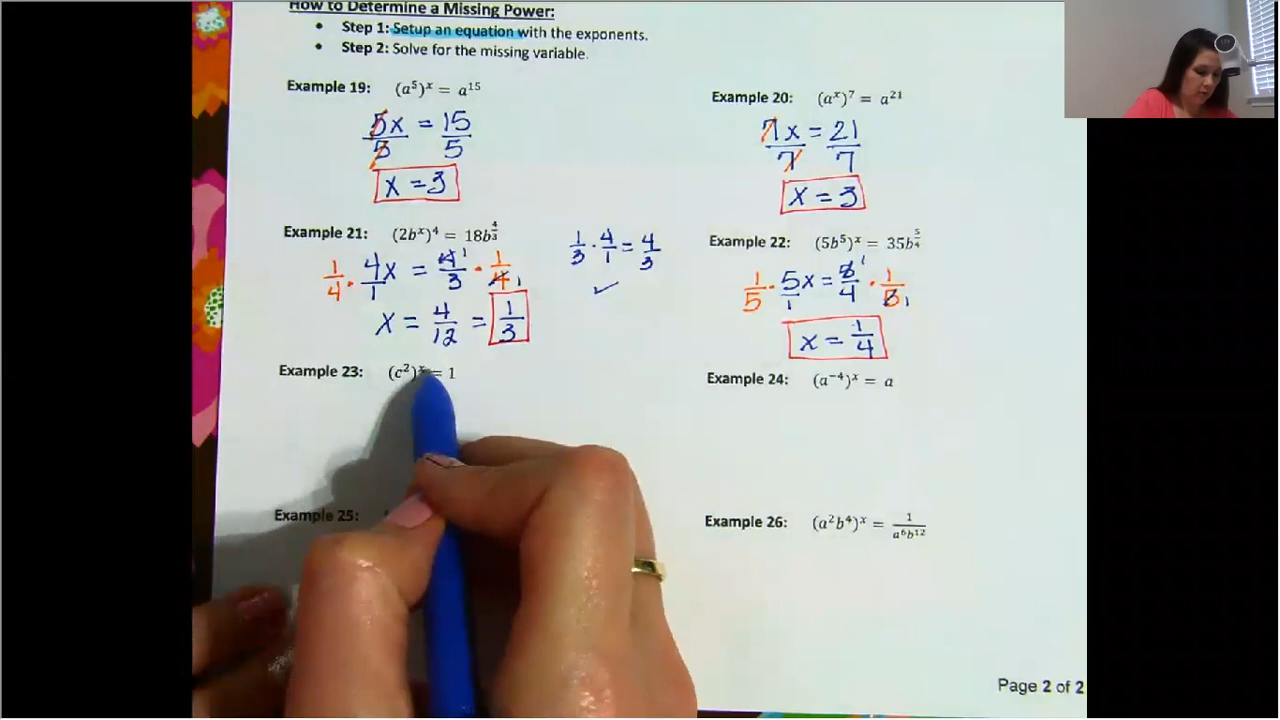 How to Determine a Missing Power:
• Step 1: Setup an equation with the exponents.
• Step 2: Solve for the missing variable.
Example 19: (a⁵)ˣ = a¹⁵
5x/5 = 15/5
x = 3
Example 20: (aˣ)⁷ = a²¹
7x/7 = 21/7
x = 3
Example 21: (2bˣ)⁴ = 18b^(4/3)
1/4 · 4/1 x = 4/3 · 1/4
x = 4/12 = 1/3
1/3 · 4/1 = 4/3
✓
Example 22: (5b⁵)ˣ = 35b^(5/4)
1/5 · 5/1 x = 5/4 · 1/5
x = 1/4
Example 23: (c²)ˣ = 1
Example 24: (a⁻⁴)ˣ = a
Example 25:
Example 26: (a²b⁴)ˣ = 1/(a⁶b¹²)
Page 2 of 2